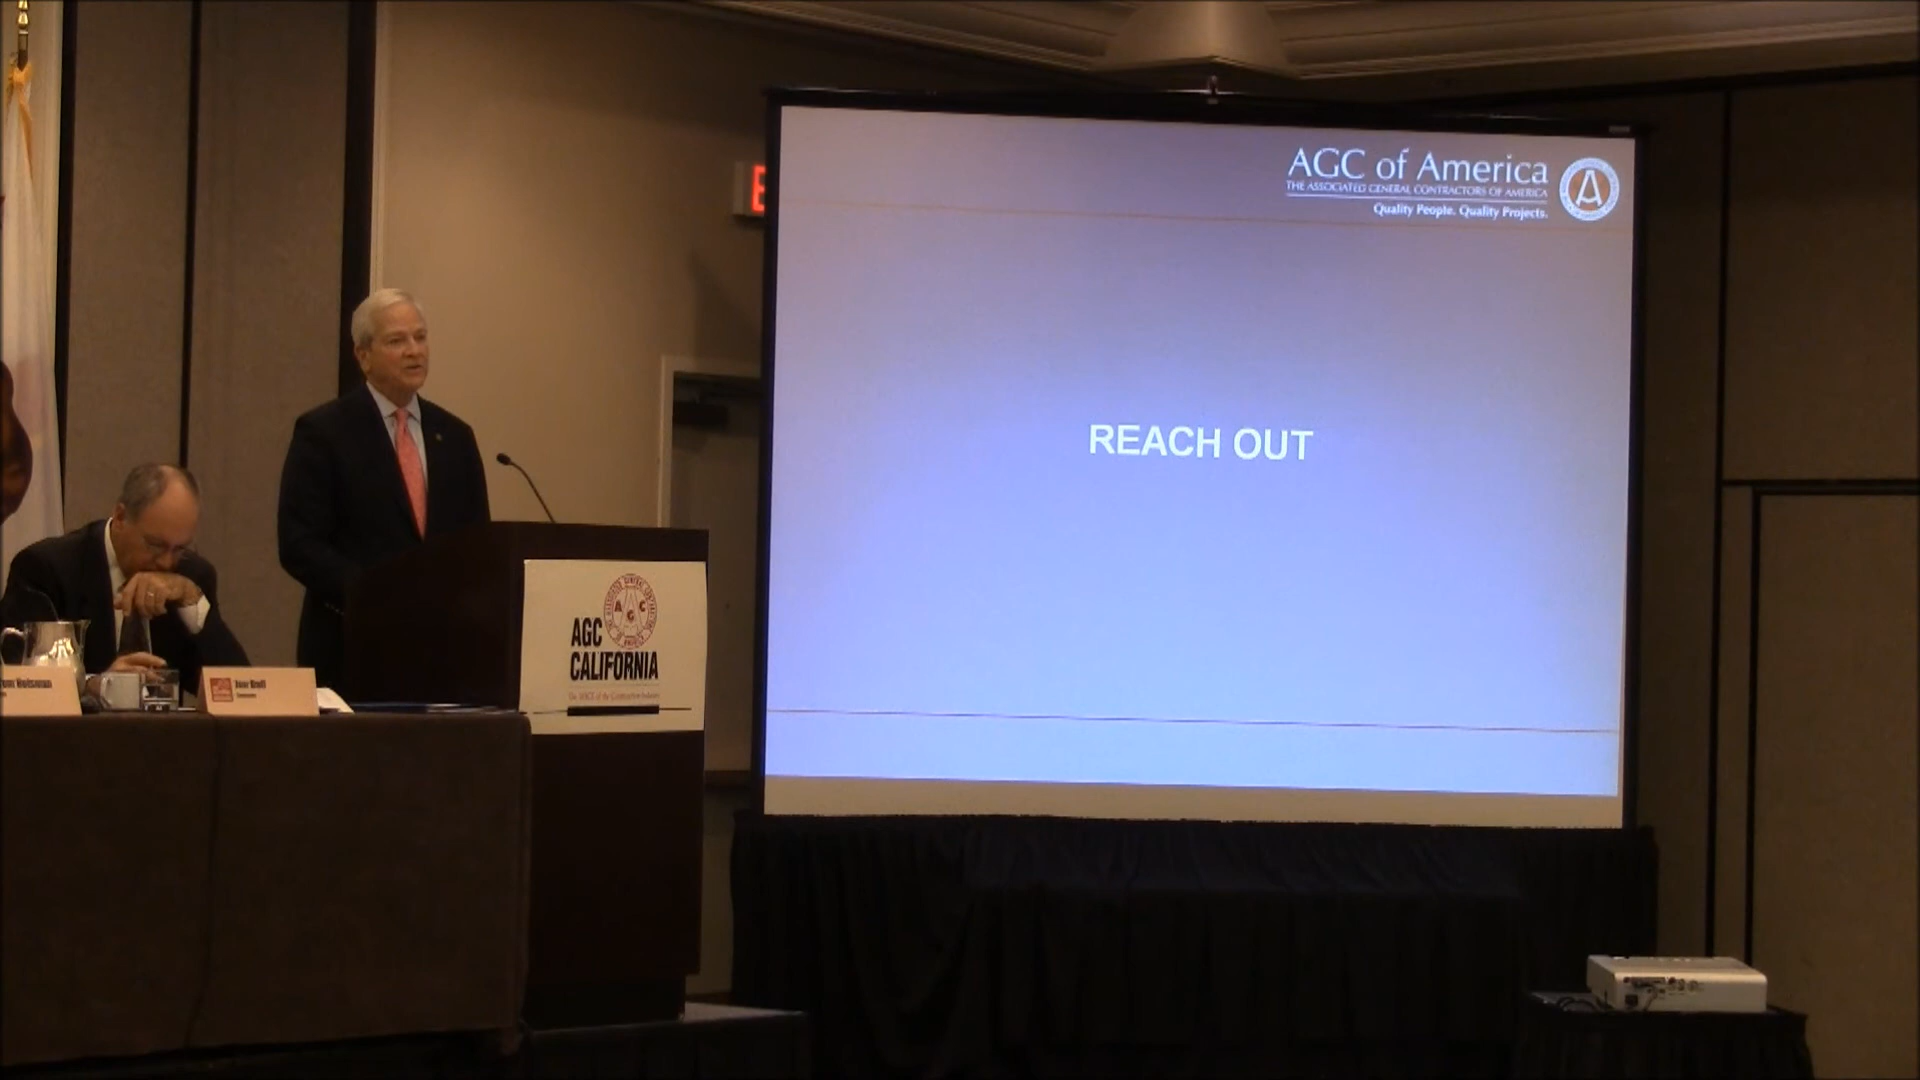 AGC of America
THE ASSOCIATED GENERAL CONTRACTORS OF AMERICA
Quality People. Quality Projects.
REACH OUT
E
A G C
AGC
CALIFORNIA